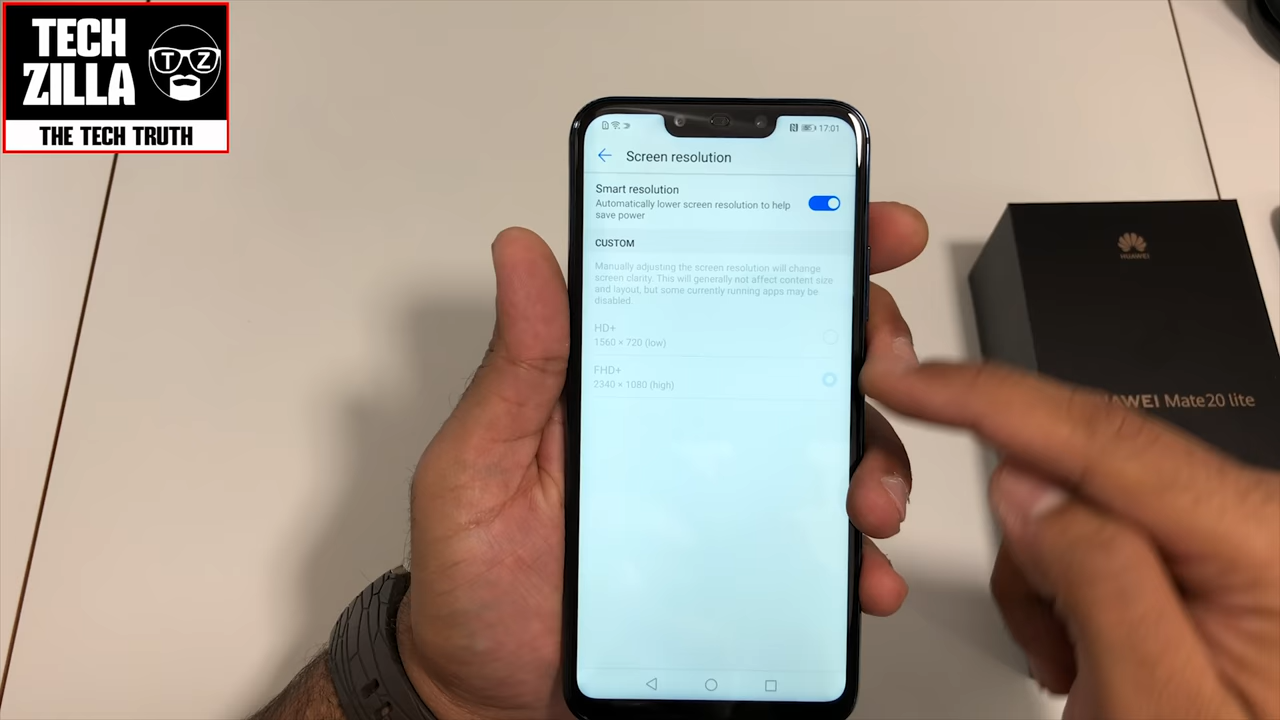 TECH
ZILLA
TZ
THE TECH TRUTH
17:01
Screen resolution
Smart resolution
Automatically lower screen resolution to help
save power
CUSTOM
Manually adjusting the screen resolution will change
screen clarity. This will generally not affect content size
and layout, but some currently running apps may be
disabled
HD+
1560 × 720 (low)
FHD+
2340 × 1080 (high)
HUAWEI
AWEI Mate20 lite